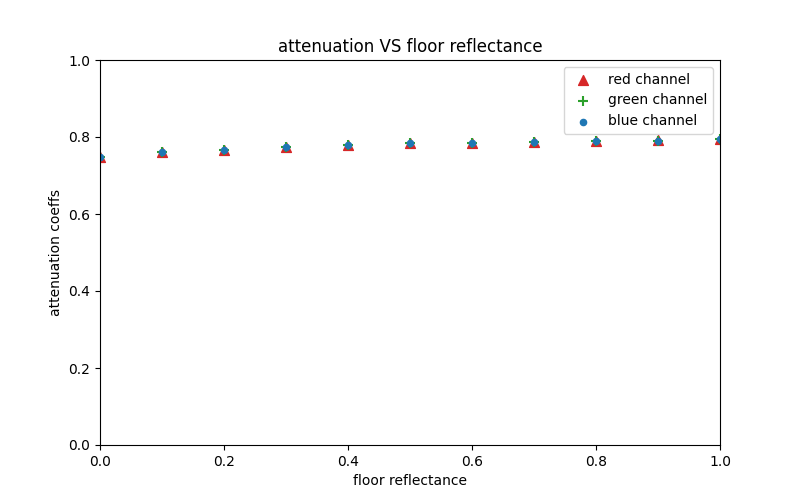 attenuation VS floor reflectance
red channel
green channel
blue channel
1.0
0.8
0.6
0.4
0.2
0.0
attenuation coeffs
0.0 0.2 0.4 0.6 0.8 1.0
floor reflectance